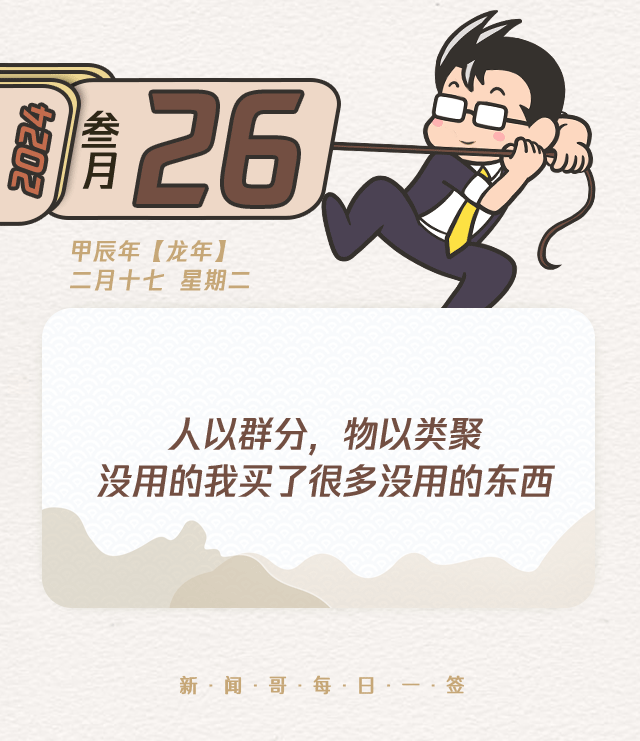 2024
叁月
26
甲辰年【龙年】
二月十七 星期二
人以群分，物以类聚
没用的我买了很多没用的东西
新·闻·哥·每·日·一·签